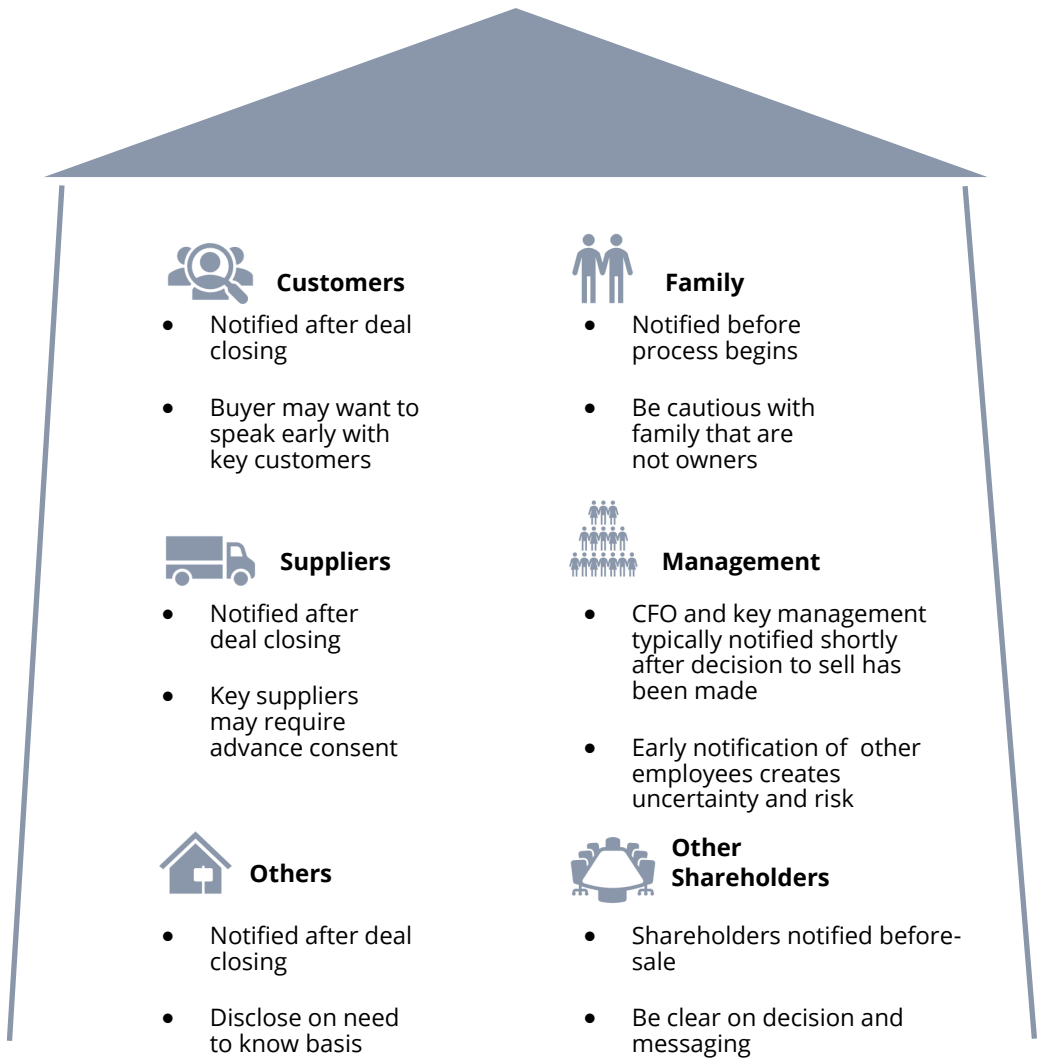 Customers
• Notified after deal
closing
• Buyer may want to
speak early with
key customers
Family
• Notified before
process begins
• Be cautious with
family that are
not owners
Suppliers
• Notified after
deal closing
• Key suppliers
may require
advance consent
Management
• CFO and key management
typically notified shortly
after decision to sell has
been made
• Early notification of  other
employees creates
uncertainty and risk
Others
• Notified after deal
closing
• Disclose on need
to know basis
Other
Shareholders
• Shareholders notified before-
sale
• Be clear on decision and
messaging